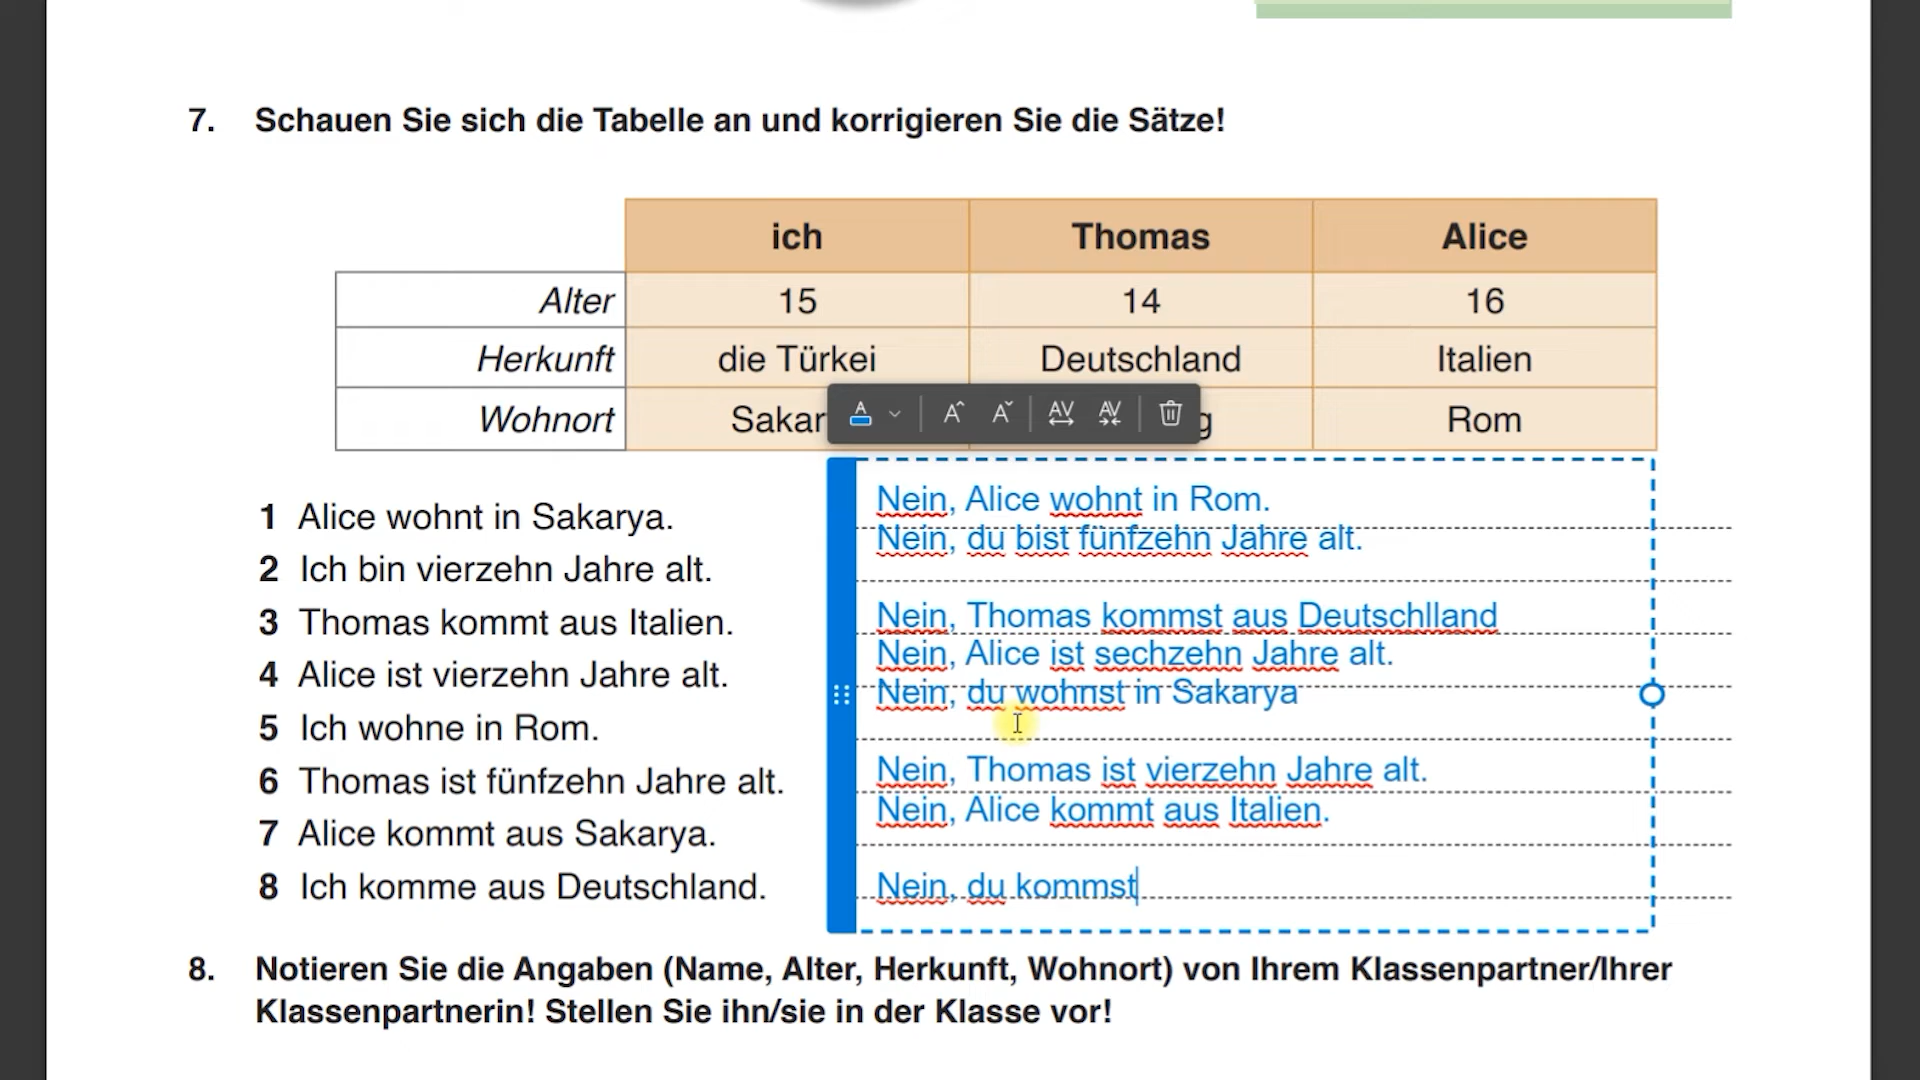 7. Schauen Sie sich die Tabelle an und korrigieren Sie die Sätze!
ich Thomas Alice
Alter 15 14 16
Herkunft die Türkei Deutschland Italien
Wohnort Sakar Rom
1 Alice wohnt in Sakarya. Nein, Alice wohnt in Rom.
2 Ich bin vierzehn Jahre alt. Nein, du bist fünfzehn Jahre alt.
3 Thomas kommt aus Italien. Nein, Thomas kommst aus Deutschlland
4 Alice ist vierzehn Jahre alt. Nein, Alice ist sechzehn Jahre alt.
5 Ich wohne in Rom. Nein, du wohnst in Sakarya
6 Thomas ist fünfzehn Jahre alt. Nein, Thomas ist vierzehn Jahre alt.
7 Alice kommt aus Sakarya. Nein, Alice kommt aus Italien.
8 Ich komme aus Deutschland. Nein, du kommst
8. Notieren Sie die Angaben (Name, Alter, Herkunft, Wohnort) von Ihrem Klassenpartner/Ihrer
Klassenpartnerin! Stellen Sie ihn/sie in der Klasse vor!